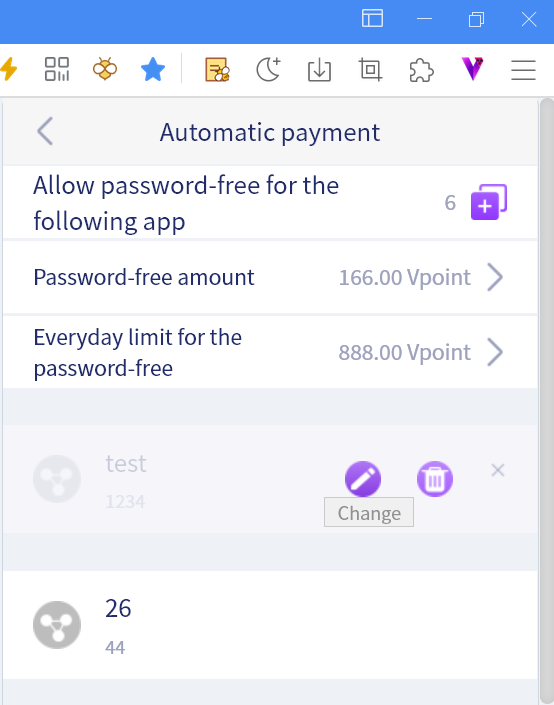 Automatic payment
Allow password-free for the
following app
6
Password-free amount
166.00 Vpoint
Everyday limit for the
password-free
888.00 Vpoint
test
1234
Change
26
44